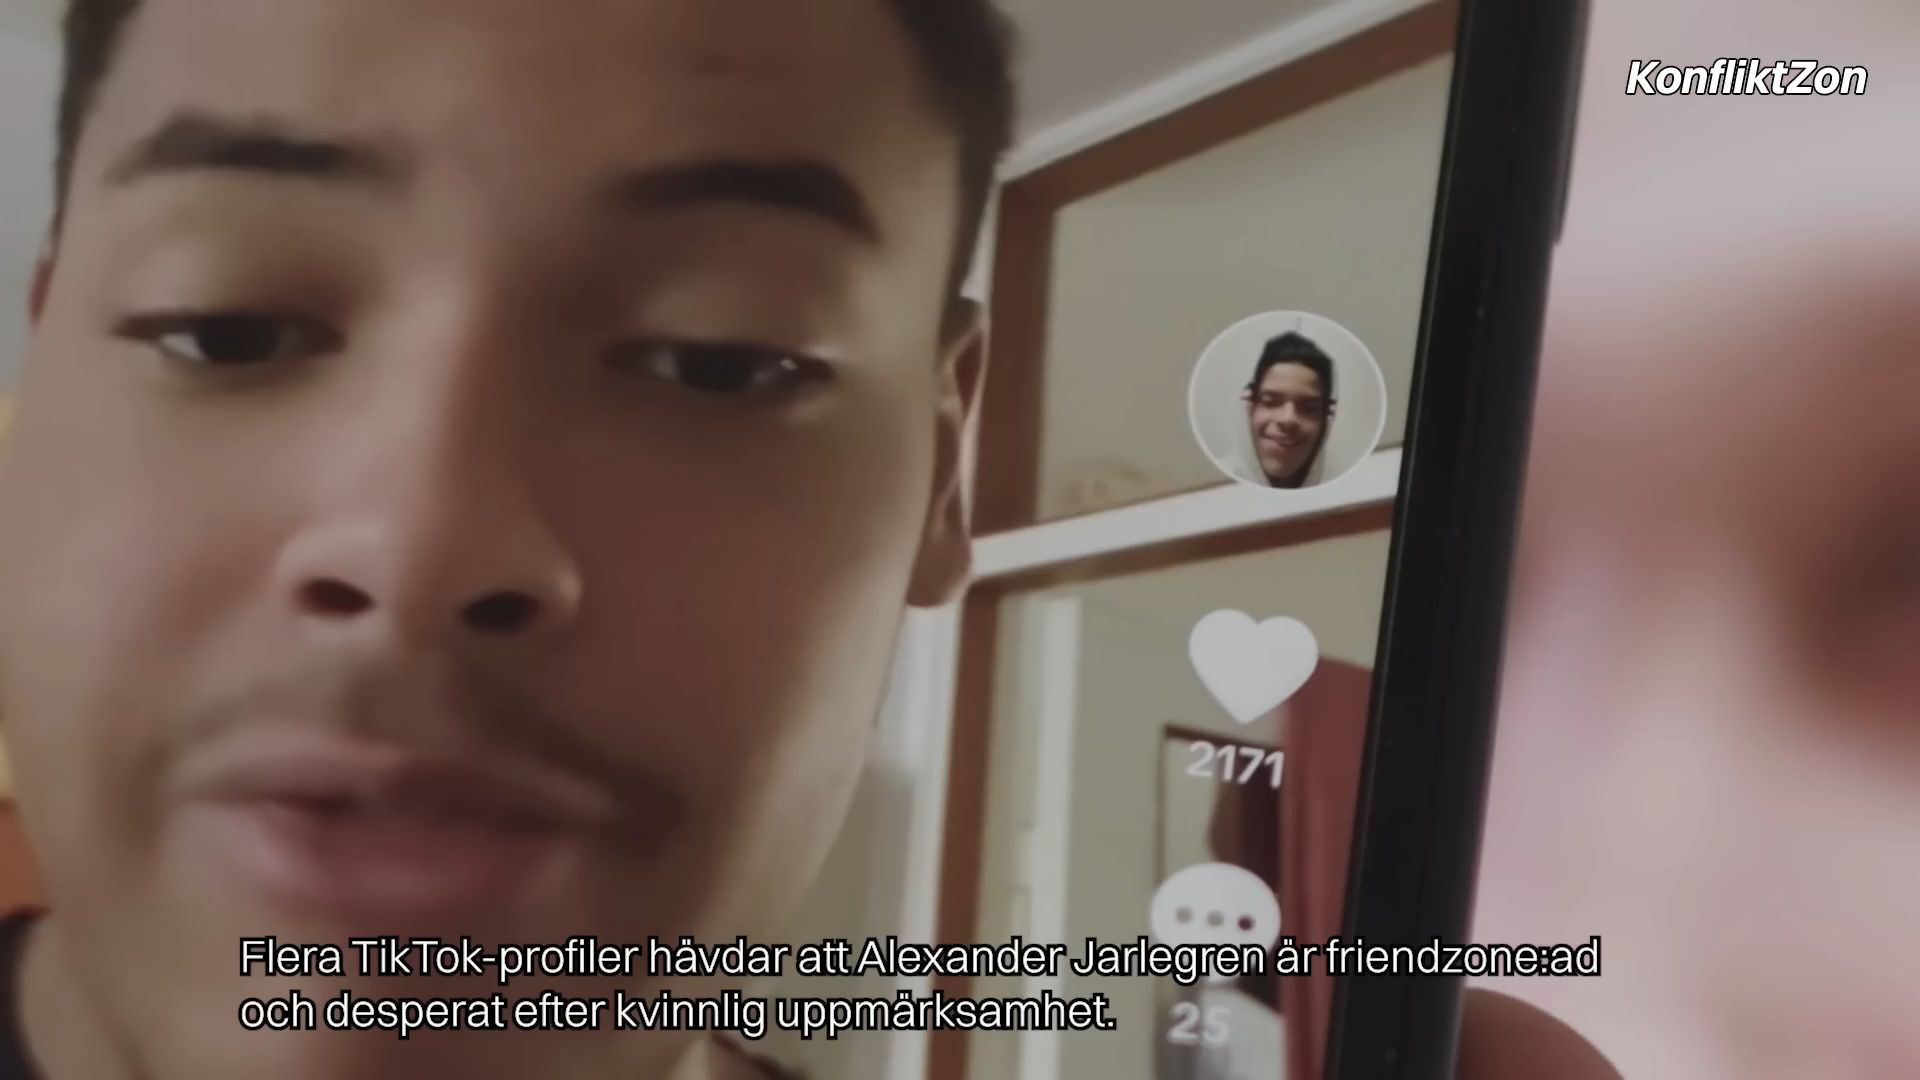 KonfliktZon
2171
Flera TikTok-profiler hävdar att Alexander Jarlegren är friendzone:ad
och desperat efter kvinnlig uppmärksamhet.
25